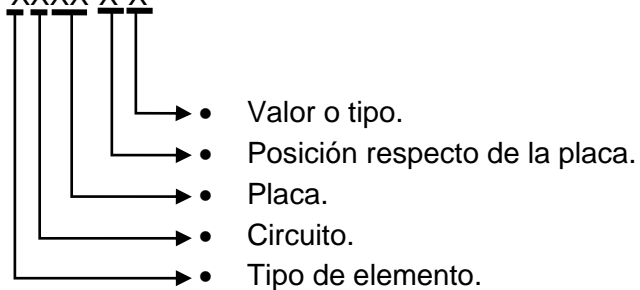 XXXX X X
• Valor o tipo.
• Posición respecto de la placa.
• Placa.
• Circuito.
• Tipo de elemento.